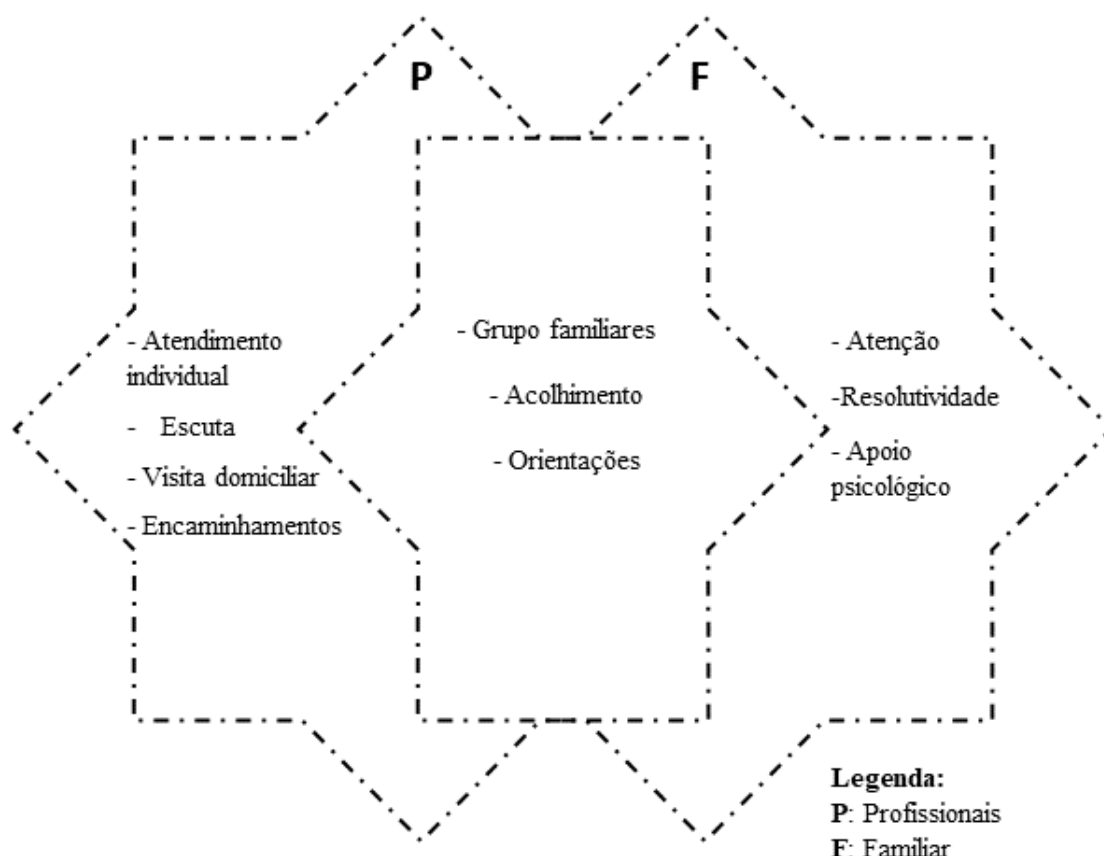 P
F
- Atendimento
individual
- Escuta
- Visita domiciliar
- Encaminhamentos
- Grupo familiares
- Acolhimento
- Orientações
- Atenção
-Resolutividade
- Apoio
psicológico
Legenda:
P: Profissionais
F: Familiar